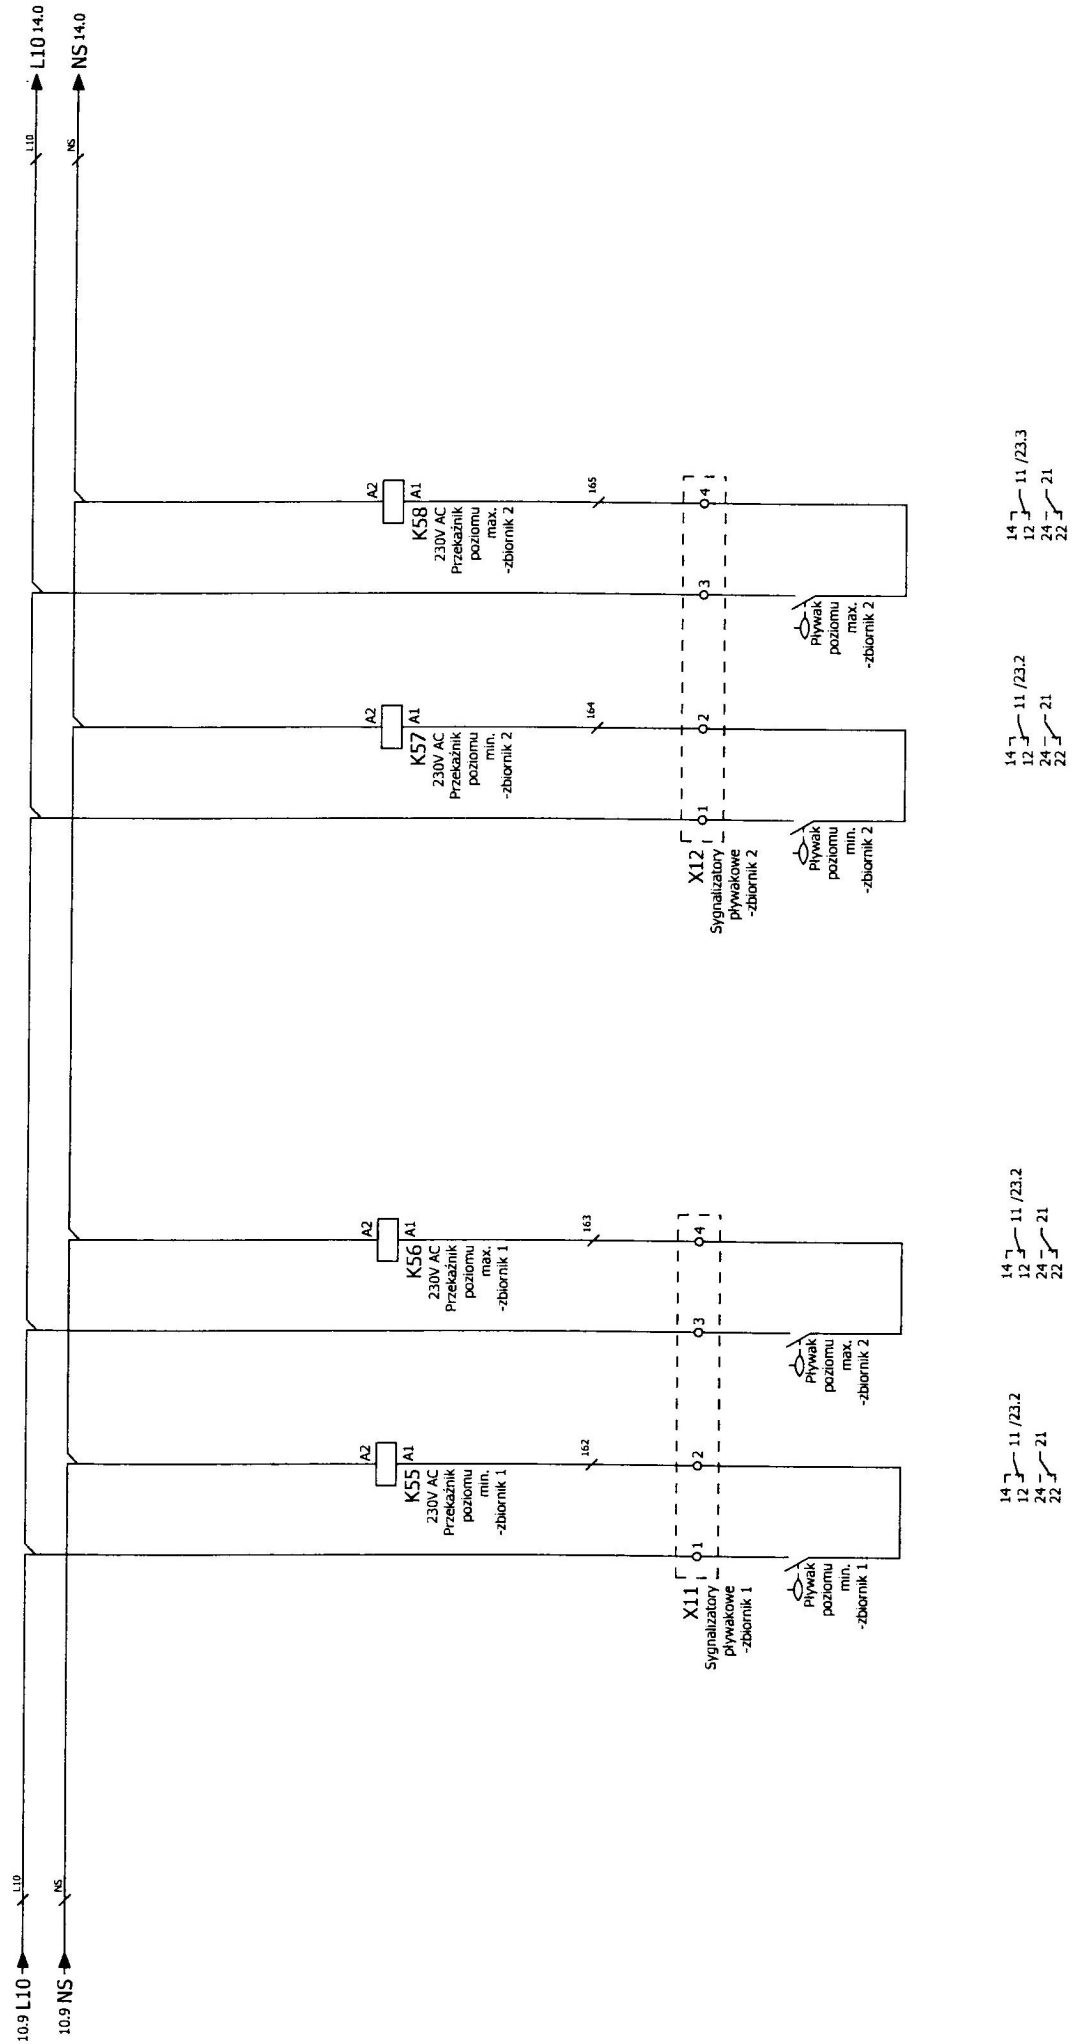 10.9 L10
L10
L10
L10 14.0
10.9 NS
NS
NS
NS 14.0
A2
A1
K55
230V AC
Przekaźnik
poziomu
min.
-zbiornik 1
162
A2
A1
K56
230V AC
Przekaźnik
poziomu
max.
-zbiornik 1
163
A2
A1
K57
230V AC
Przekaźnik
poziomu
min.
-zbiornik 2
164
A2
A1
K58
230V AC
Przekaźnik
poziomu
max.
-zbiornik 2
165
X11
Sygnalizatory
pływakowe
-zbiornik 1
1
2
3
4
X12
Sygnalizatory
pływakowe
-zbiornik 2
1
2
3
4
Pływak
poziomu
min.
-zbiornik 1
Pływak
poziomu
max.
-zbiornik 2
Pływak
poziomu
min.
-zbiornik 2
Pływak
poziomu
max.
-zbiornik 2
14
12 11 /23.2
24
22 21
14
12 11 /23.2
24
22 21
14
12 11 /23.2
24
22 21
14
12 11 /23.3
24
22 21